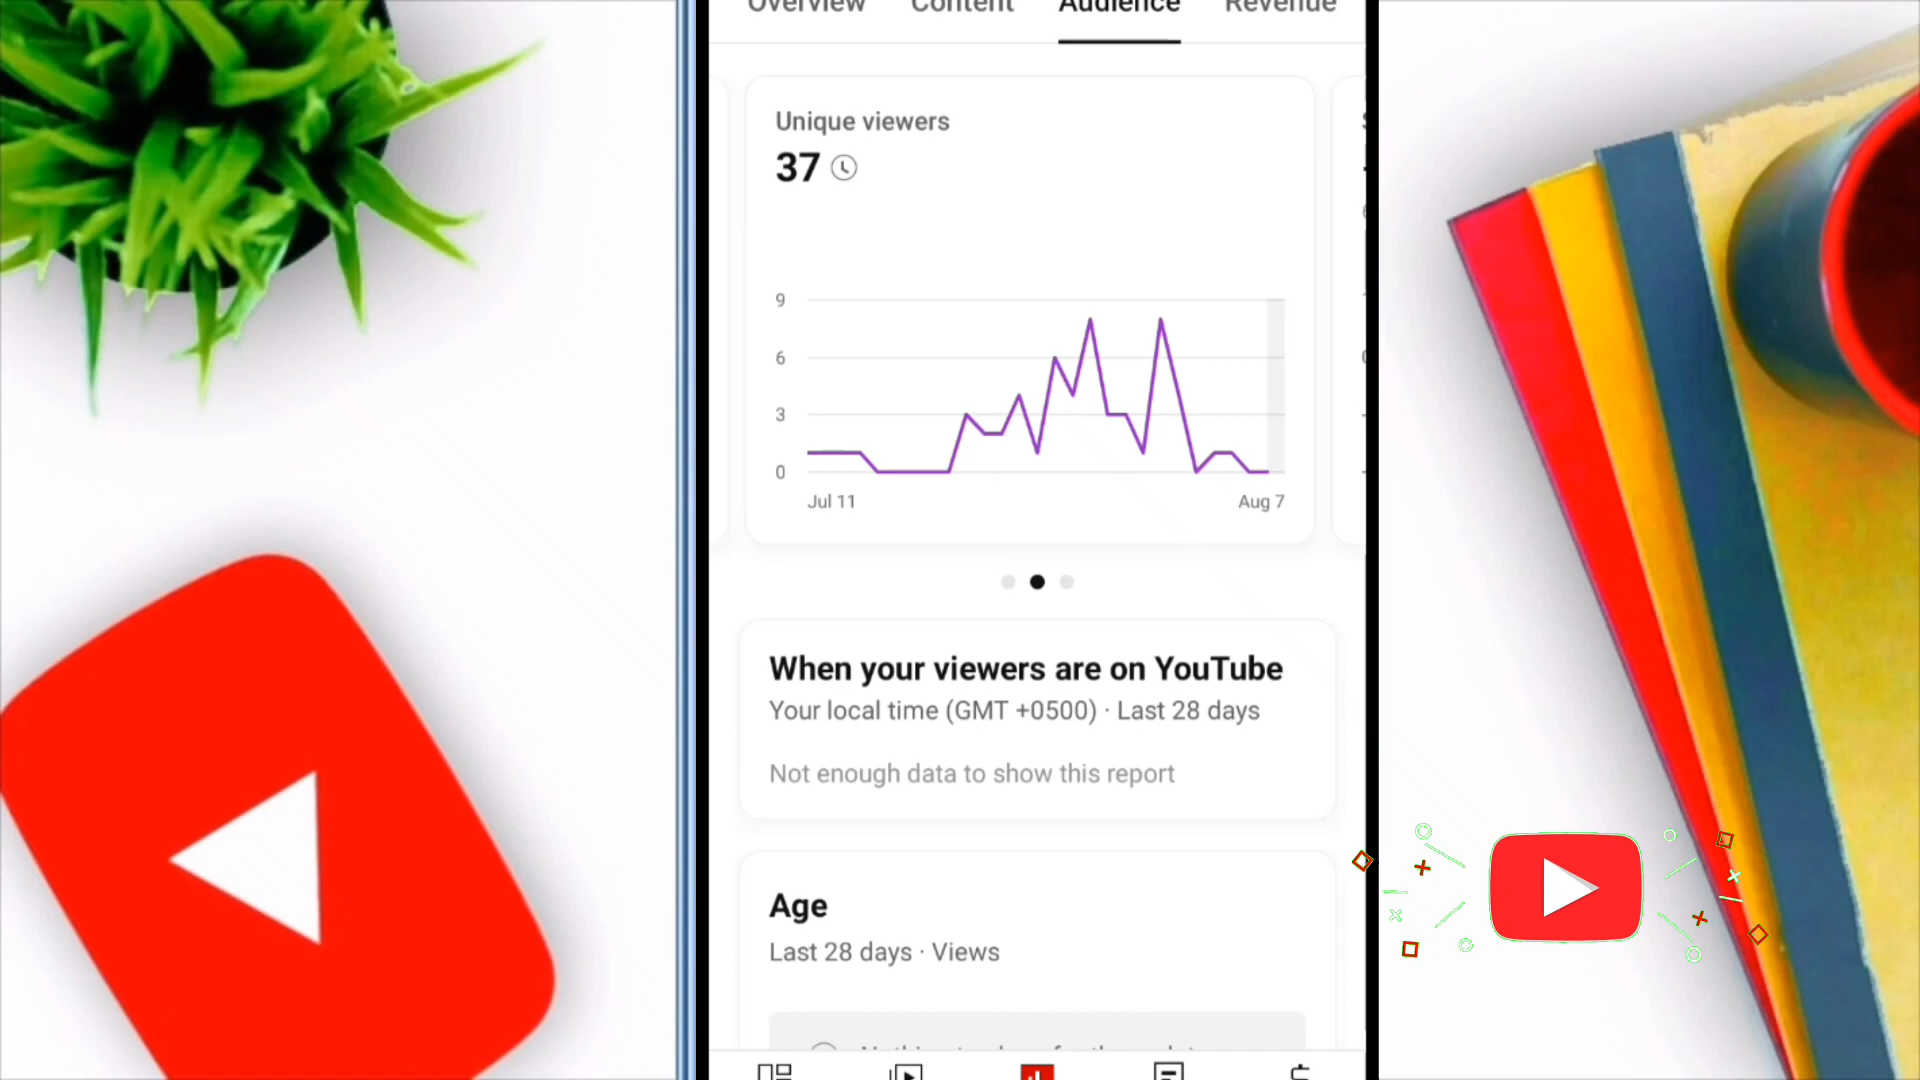 Overview Content Audience Revenue
Unique viewers
37
9
6
3
0
Jul 11 Aug 7
When your viewers are on YouTube
Your local time (GMT +0500) · Last 28 days
Not enough data to show this report
Age
Last 28 days · Views